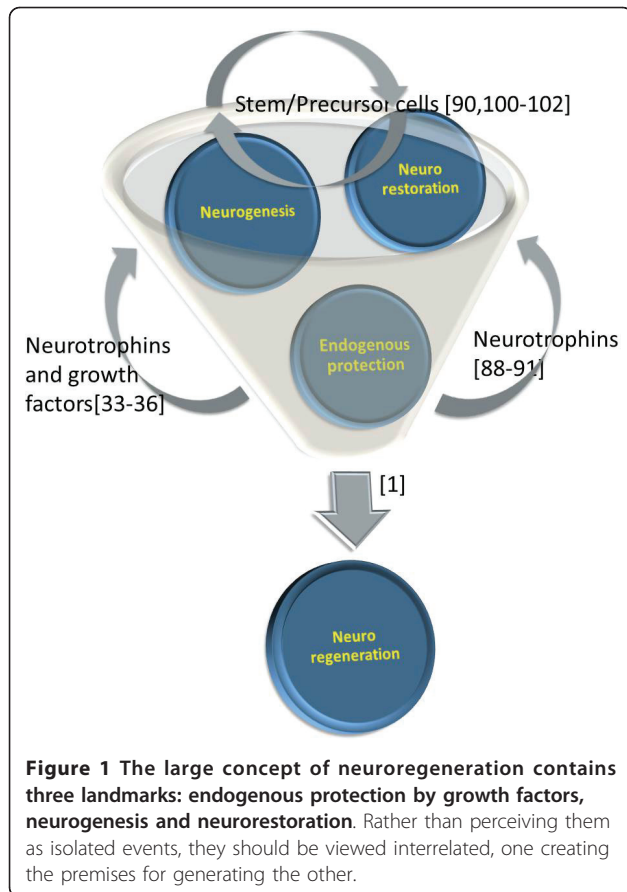 Stem/Precursor cells [90,100-102]
Neuro
restoration
Neurogenesis
Endogenous
protection
Neurotrophins
and growth
factors[33-36]
Neurotrophins
[88-91]
[1]
Neuro
regeneration
Figure 1 The large concept of neuroregeneration contains
three landmarks: endogenous protection by growth factors,
neurogenesis and neurorestoration. Rather than perceiving them
as isolated events, they should be viewed interrelated, one creating
the premises for generating the other.